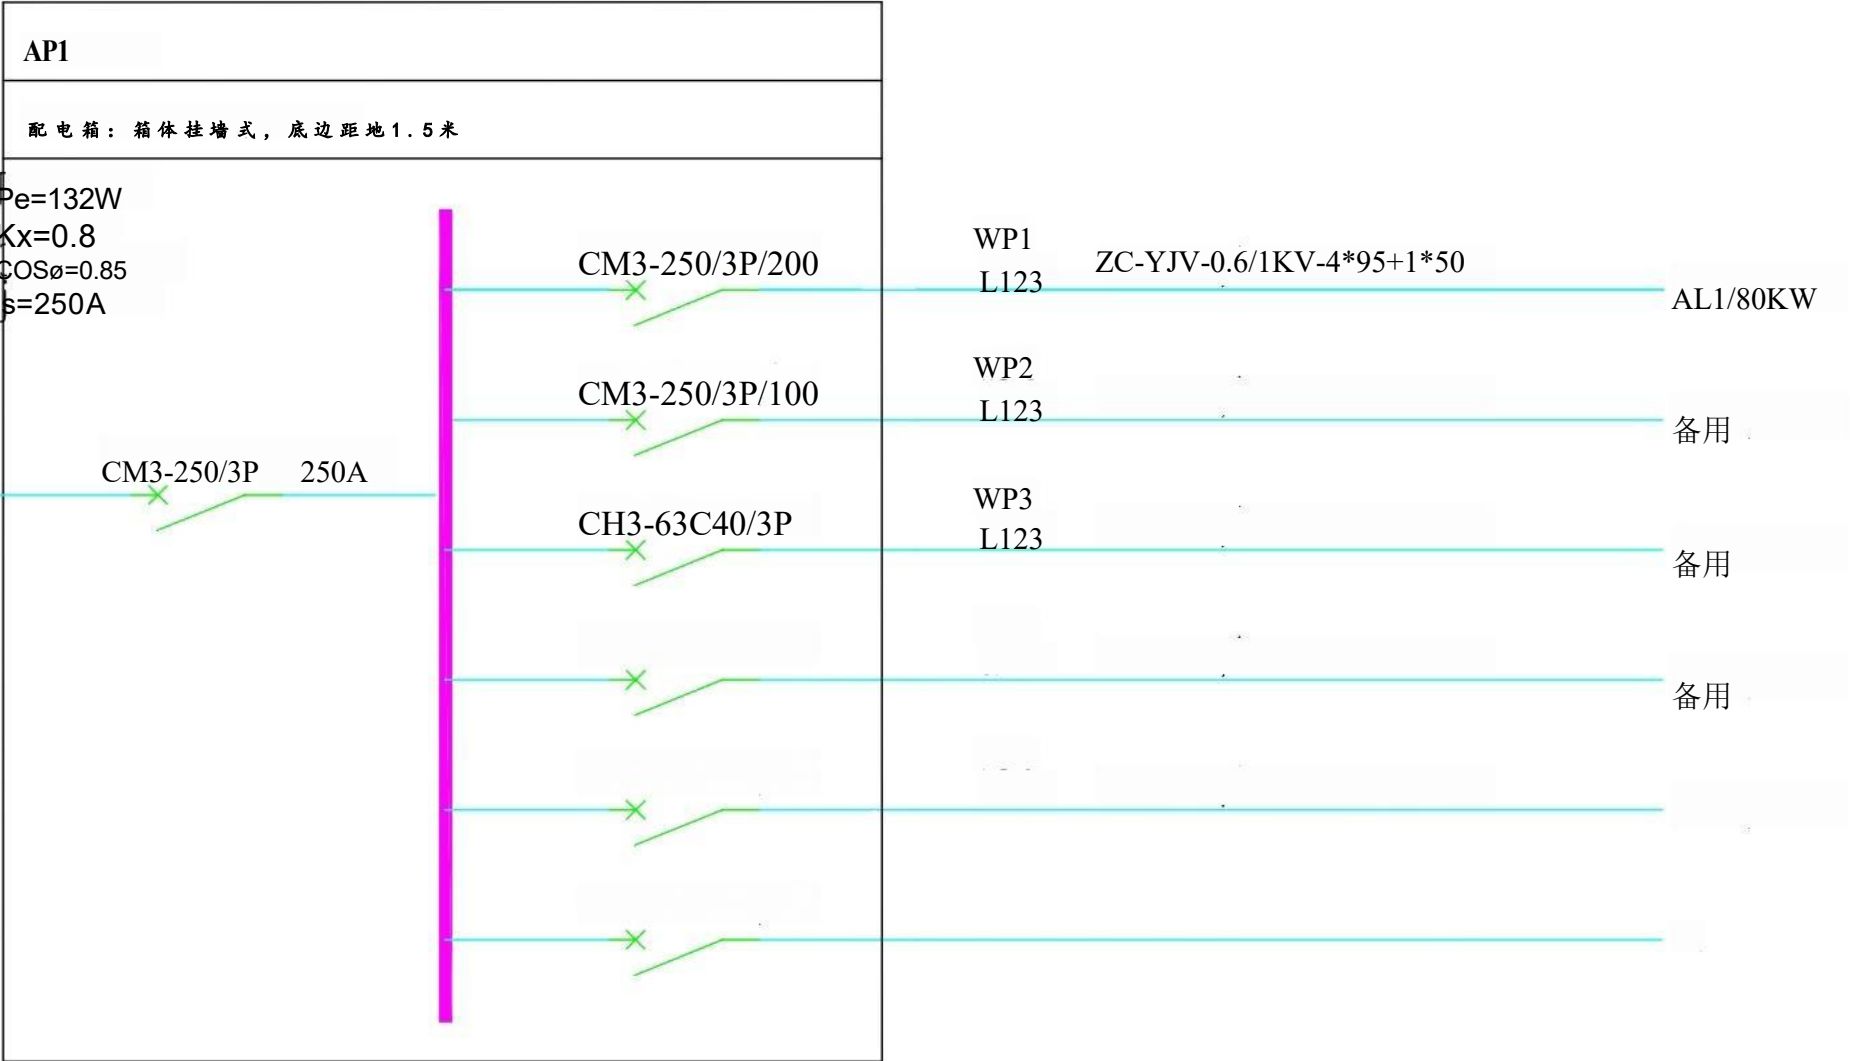 AP1
配电箱：箱体挂墙式，底边距地1.5米
Pe=132W
Kx=0.8
COSø=0.85
js=250A
CM3-250/3P/200
WP1
L123
ZC-YJV-0.6/1KV-4*95+1*50
AL1/80KW
CM3-250/3P/100
WP2
L123
备用
CM3-250/3P 250A
CH3-63C40/3P
WP3
L123
备用
备用